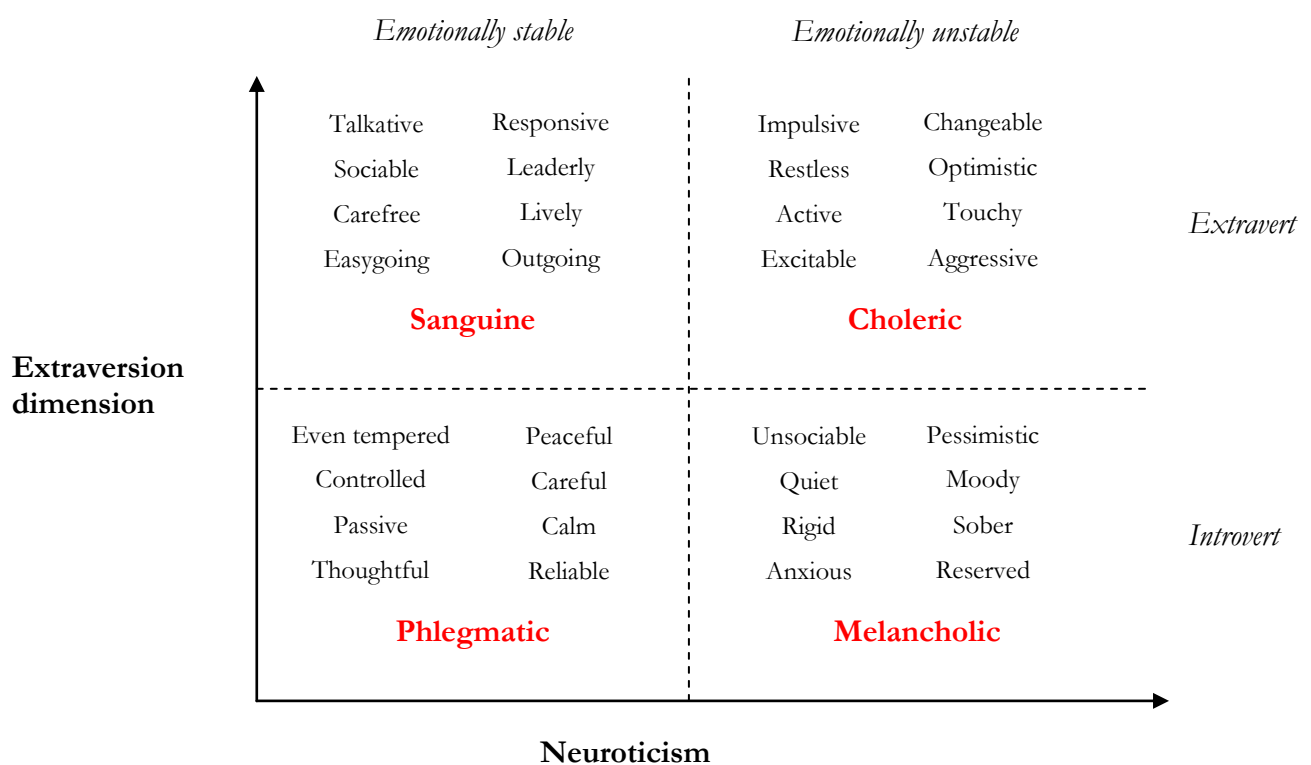 Emotionally stable Emotionally unstable
Talkative Responsive Impulsive Changeable
Sociable Leaderly Restless Optimistic
Carefree Lively Active Touchy
Extravert
Easygoing Outgoing Excitable Aggressive
Sanguine Choleric
Extraversion
dimension
Even tempered Peaceful Unsociable Pessimistic
Controlled Careful Quiet Moody
Passive Calm Rigid Sober
Introvert
Thoughtful Reliable Anxious Reserved
Phlegmatic Melancholic
Neuroticism